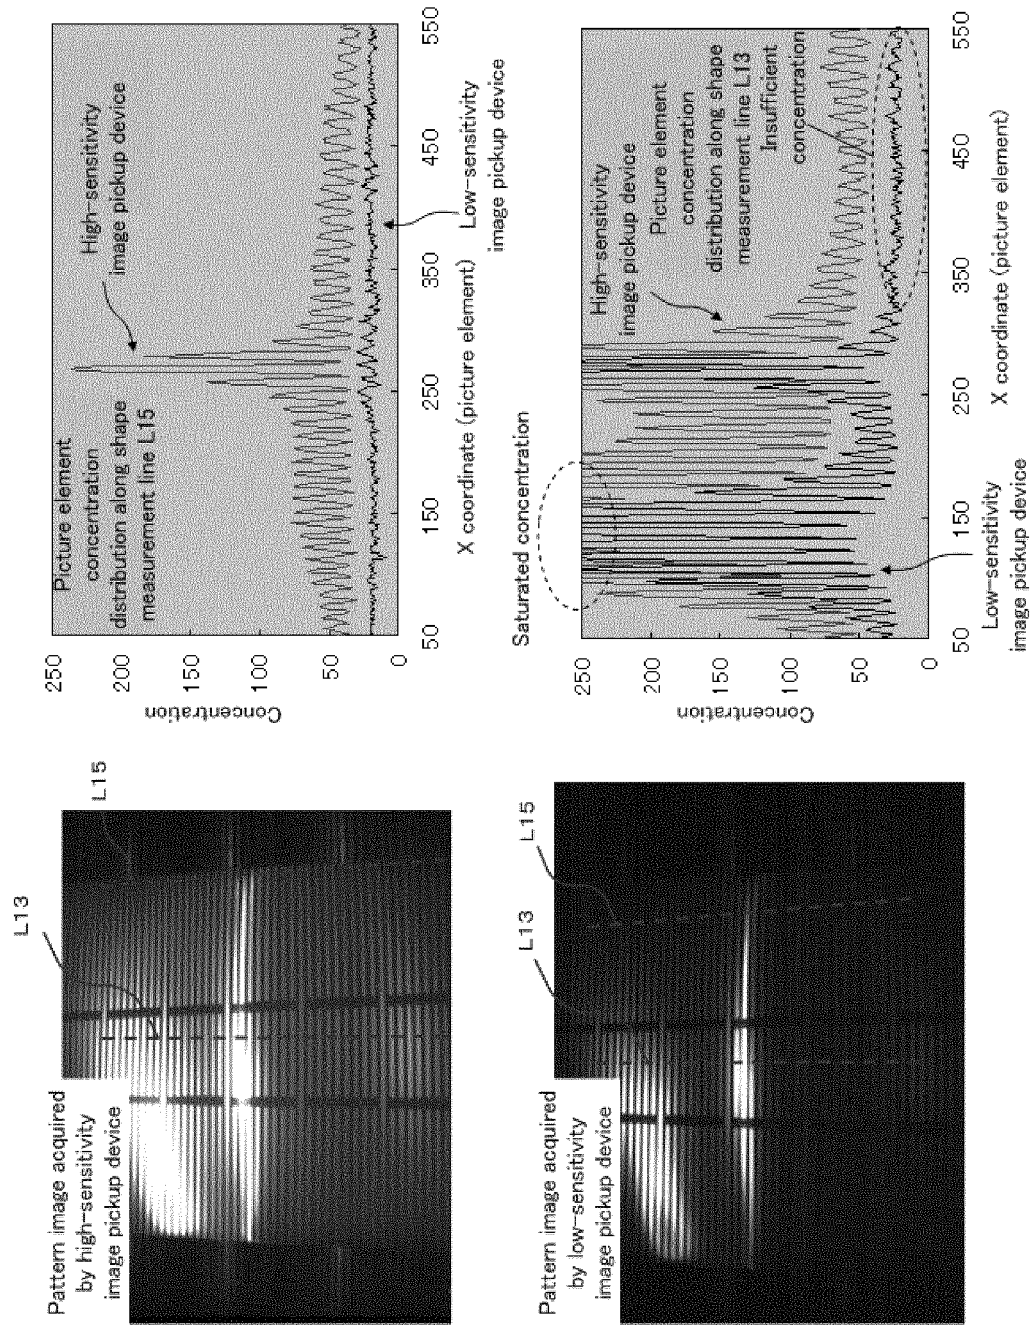 Pattern image acquired
by high-sensitivity
image pickup device
L13
L15
Pattern image acquired
by low-sensitivity
image pickup device
L13
L15
Picture element
concentration
distribution along shape
measurement line L15
High-sensitivity
image pickup device
Concentration
250
200
150
100
50
0
50
150
250
350
450
550
X coordinate (picture element)
Low-sensitivity
image pickup device
Saturated concentration
High-sensitivity
image pickup device
Picture element
concentration
distribution along shape
measurement line L13
Insufficient
concentration
Concentration
250
200
150
100
50
0
50
150
250
350
450
550
Low-sensitivity
image pickup device
X coordinate (picture element)